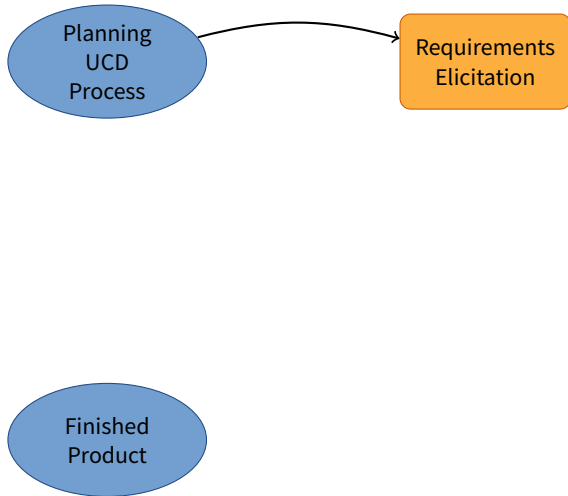 Planning
UCD
Process
Requirements
Elicitation
Finished
Product